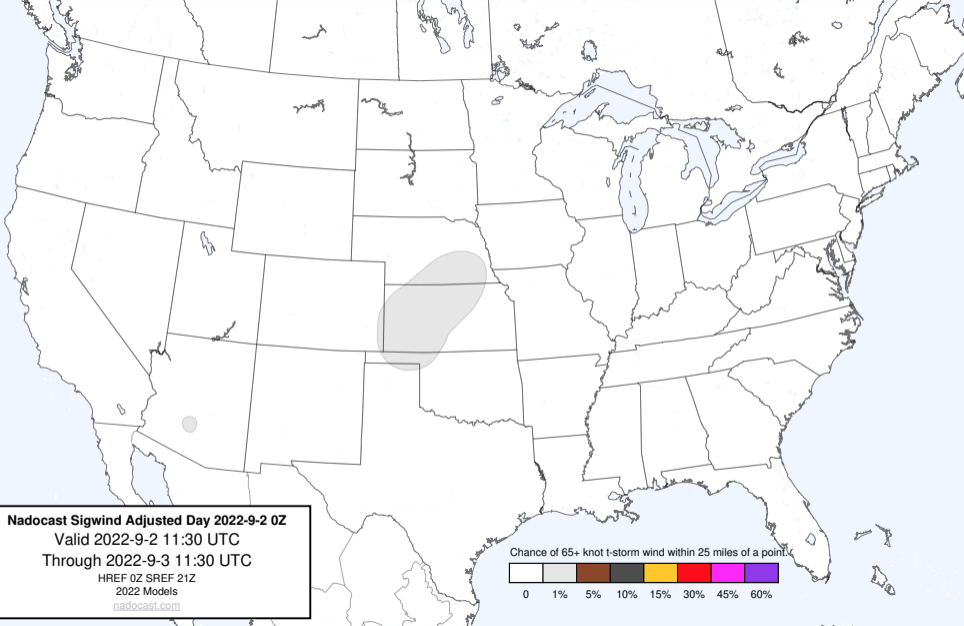 Nadocast Sigwind Adjusted Day 2022-9-2 0Z
Valid 2022-9-2 11:30 UTC
Through 2022-9-3 11:30 UTC
HREF 0Z SREF 21Z
2022 Models
nadocast.com
Chance of 65+ knot t-storm wind within 25 miles of a point.
0 1% 5% 10% 15% 30% 45% 60%